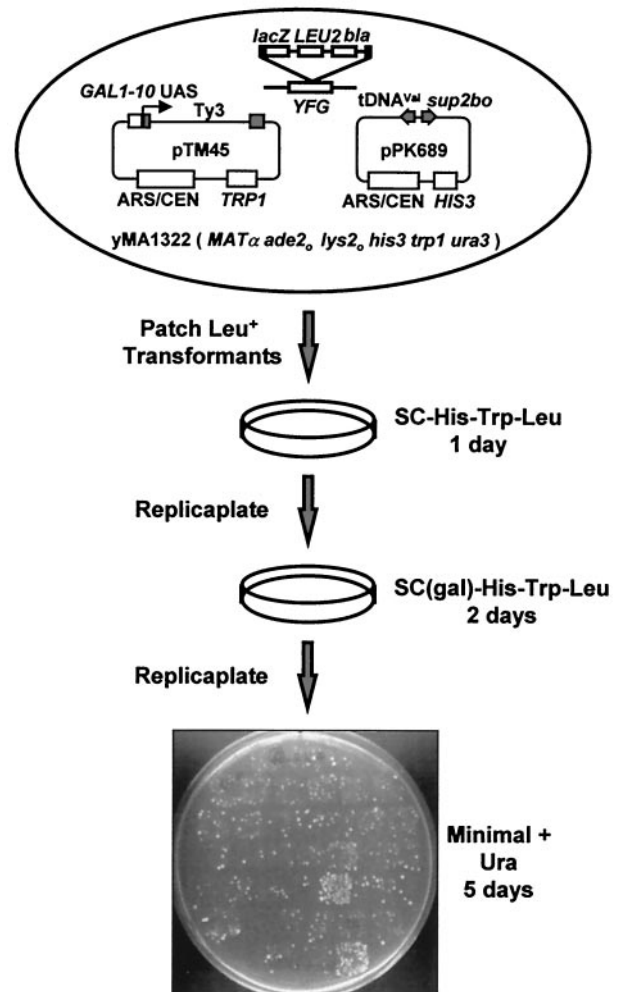 lacZ LEU2 bla
GAL1-10 UAS
Ty3
YFG
tDNAVal sup2bo
pTM45
pPK689
ARS/CEN TRP1
ARS/CEN HIS3
yMA1322 ( MATα ade2o lys2o his3 trp1 ura3 )
Patch Leu+
Transformants
SC-His-Trp-Leu
1 day
Replicaplate
SC(gal)-His-Trp-Leu
2 days
Replicaplate
Minimal +
Ura
5 days